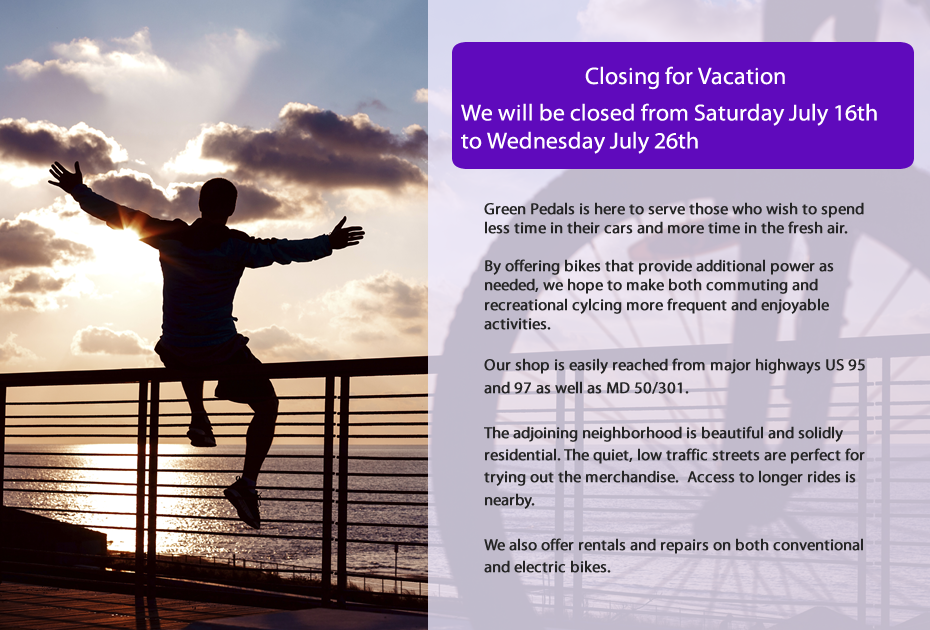 Closing for Vacation
We will be closed from Saturday July 16th
to Wednesday July 26th
Green Pedals is here to serve those who wish to spend
less time in their cars and more time in the fresh air.
By offering bikes that provide additional power as
needed, we hope to make both commuting and
recreational cylcing more frequent and enjoyable
activities.
Our shop is easily reached from major highways US 95
and 97 as well as MD 50/301.
The adjoining neighborhood is beautiful and solidly
residential. The quiet, low traffic streets are perfect for
trying out the merchandise.  Access to longer rides is
nearby.
We also offer rentals and repairs on both conventional
and electric bikes.